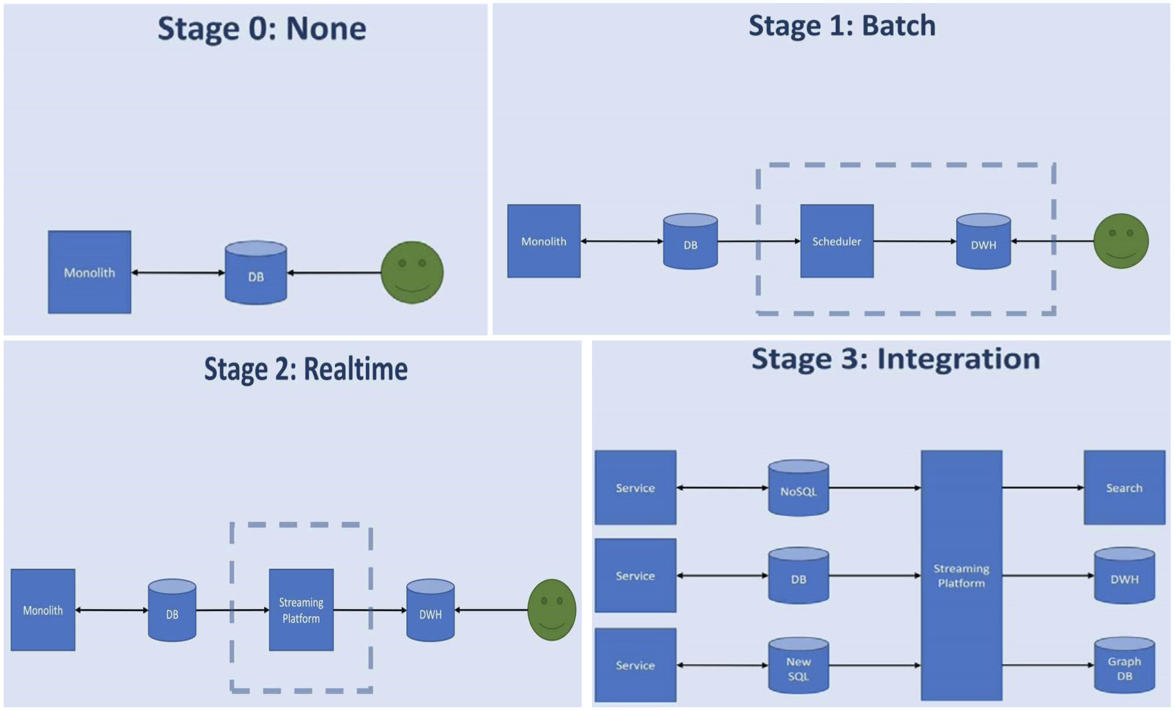 Stage 0: None
Monolith
DB
Stage 1: Batch
Monolith
DB
Scheduler
DWH
Stage 2: Realtime
Monolith
DB
Streaming
Platform
DWH
Stage 3: Integration
Service
NoSQL
Search
Service
DB
Streaming
Platform
DWH
Service
New
SQL
Graph
DB